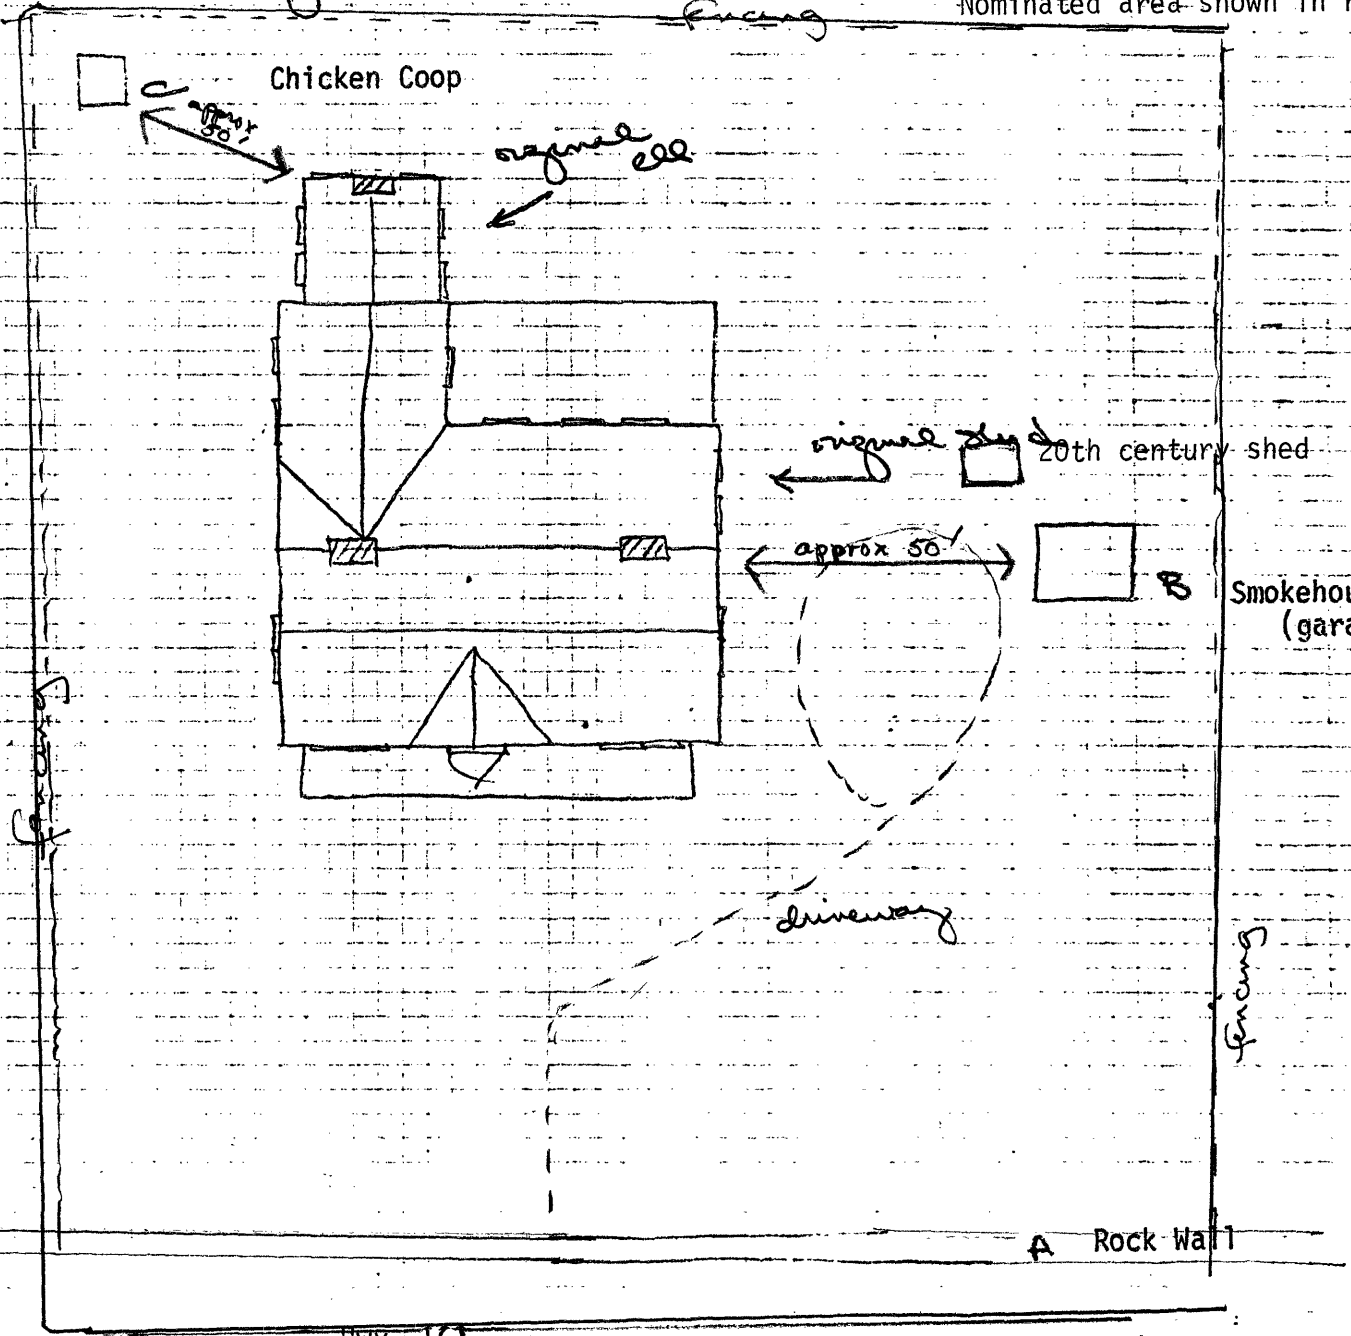 Nominated area shown in
fencing
Chicken Coop
C
approx
50'
original
ell
original shed
20th century shed
approx 50'
B
Smokehou
(gara
fencing
driveway
fencing
A Rock Wall